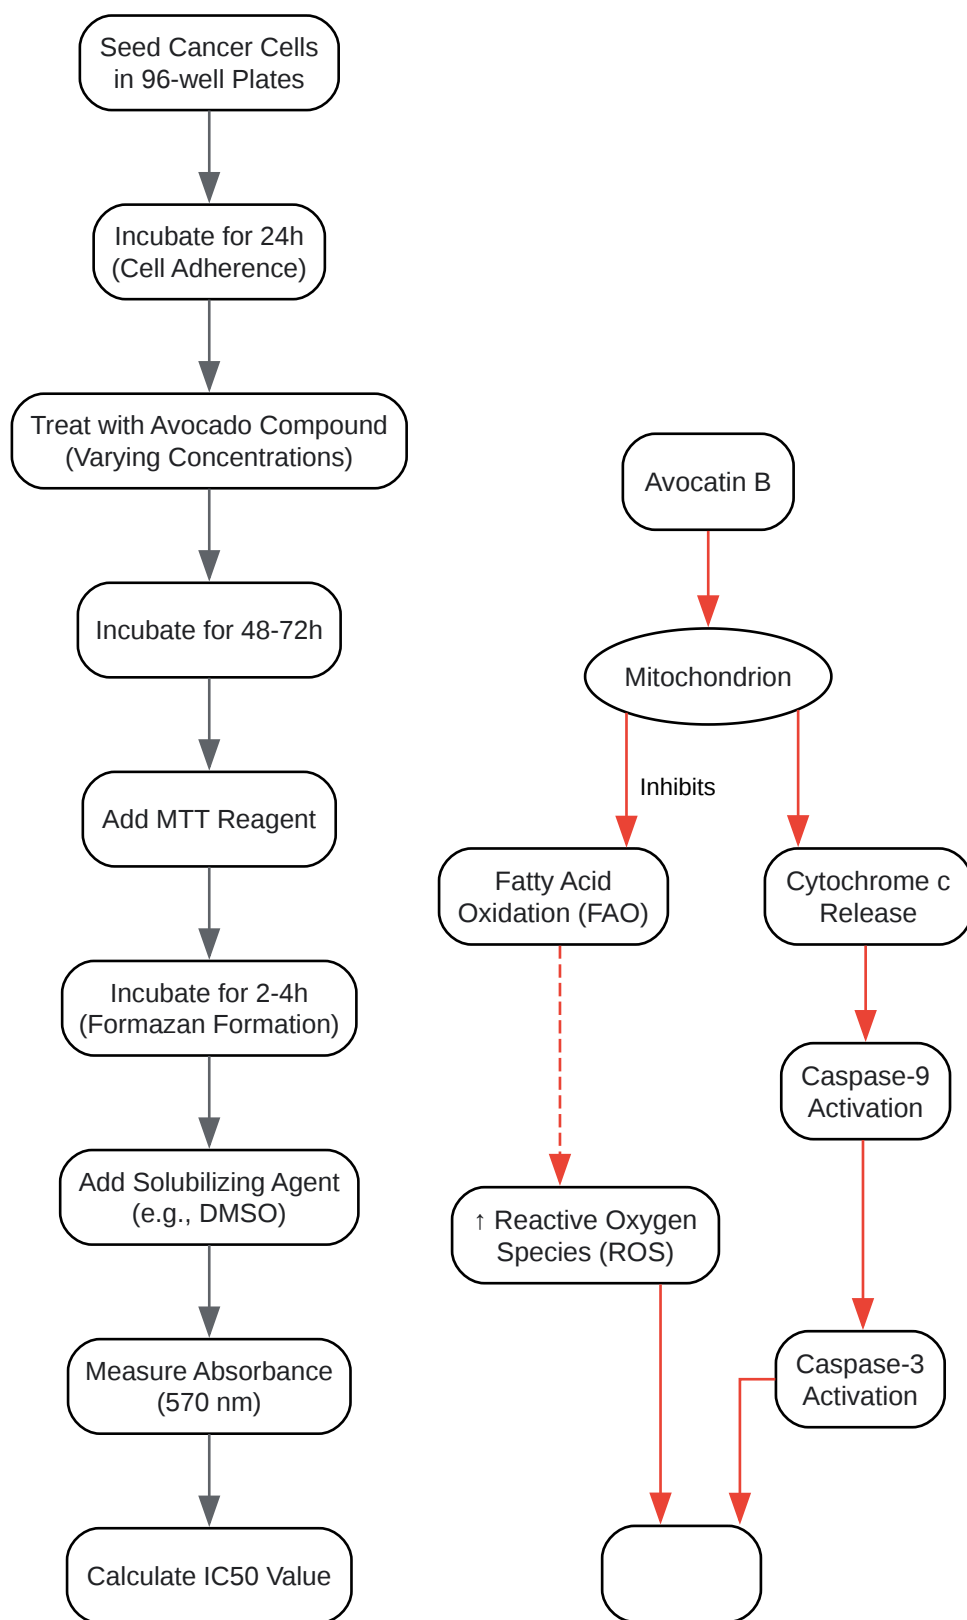 Seed Cancer Cells
in 96-well Plates
Incubate for 24h
(Cell Adherence)
Treat with Avocado Compound
(Varying Concentrations)
Incubate for 48-72h
Add MTT Reagent
Incubate for 2-4h
(Formazan Formation)
Add Solubilizing Agent
(e.g., DMSO)
Measure Absorbance
(570 nm)
Calculate IC50 Value
Avocatin B
Mitochondrion
Inhibits
Fatty Acid
Oxidation (FAO)
↑ Reactive Oxygen
Species (ROS)
Cytochrome c
Release
Caspase-9
Activation
Caspase-3
Activation